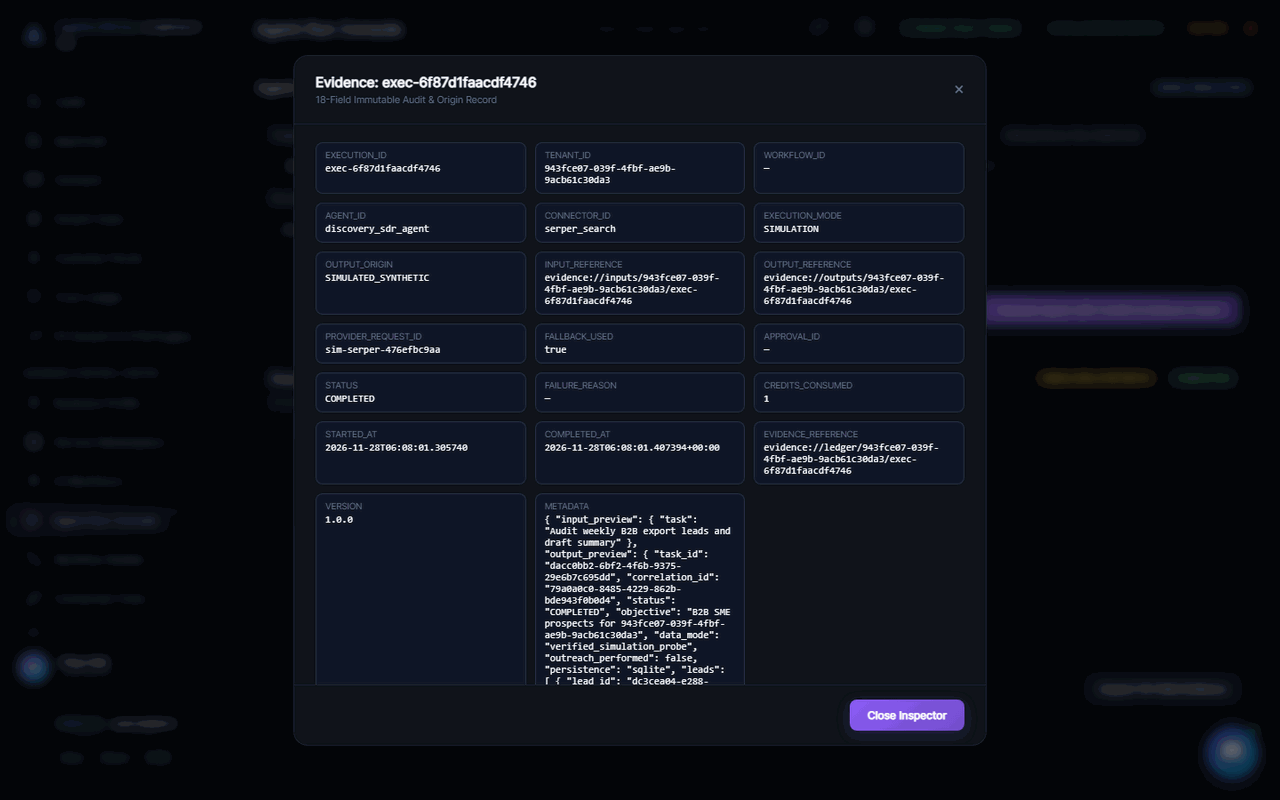 Evidence: exec-6f87d1faacdf4746
18-Field Immutable Audit & Origin Record
×
EXECUTION_ID
exec-6f87d1faacdf4746
TENANT_ID
943fce07-039f-4fbf-ae9b-
9acb61c30da3
WORKFLOW_ID
—
AGENT_ID
discovery_sdr_agent
CONNECTOR_ID
serper_search
EXECUTION_MODE
SIMULATION
OUTPUT_ORIGIN
SIMULATED_SYNTHETIC
INPUT_REFERENCE
evidence://inputs/943fce07-039f-
4fbf-ae9b-9acb61c30da3/exec-
6f87d1faacdf4746
OUTPUT_REFERENCE
evidence://outputs/943fce07-039f-
4fbf-ae9b-9acb61c30da3/exec-
6f87d1faacdf4746
PROVIDER_REQUEST_ID
sim-serper-476efbc9aa
FALLBACK_USED
true
APPROVAL_ID
—
STATUS
COMPLETED
FAILURE_REASON
—
CREDITS_CONSUMED
1
STARTED_AT
2026-11-28T06:08:01.305740
COMPLETED_AT
2026-11-28T06:08:01.407394+00:00
EVIDENCE_REFERENCE
evidence://ledger/943fce07-039f-
4fbf-ae9b-9acb61c30da3/exec-
6f87d1faacdf4746
VERSION
1.0.0
METADATA
{ "input_preview": { "task":
"Audit weekly B2B export leads and
draft summary" },
"output_preview": { "task_id":
"dacc0bb2-6bf2-4f6b-9375-
29e6b7c695dd", "correlation_id":
"79a0a0c0-8485-4229-862b-
bde943f0b0d4", "status":
"COMPLETED", "objective": "B2B SME
prospects for 943fce07-039f-4fbf-
ae9b-9acb61c30da3", "data_mode":
"verified_simulation_probe",
"outreach_performed": false,
"persistence": "sqlite", "leads":
[ { "lead_id": "dc3cea04-e288-
Close Inspector